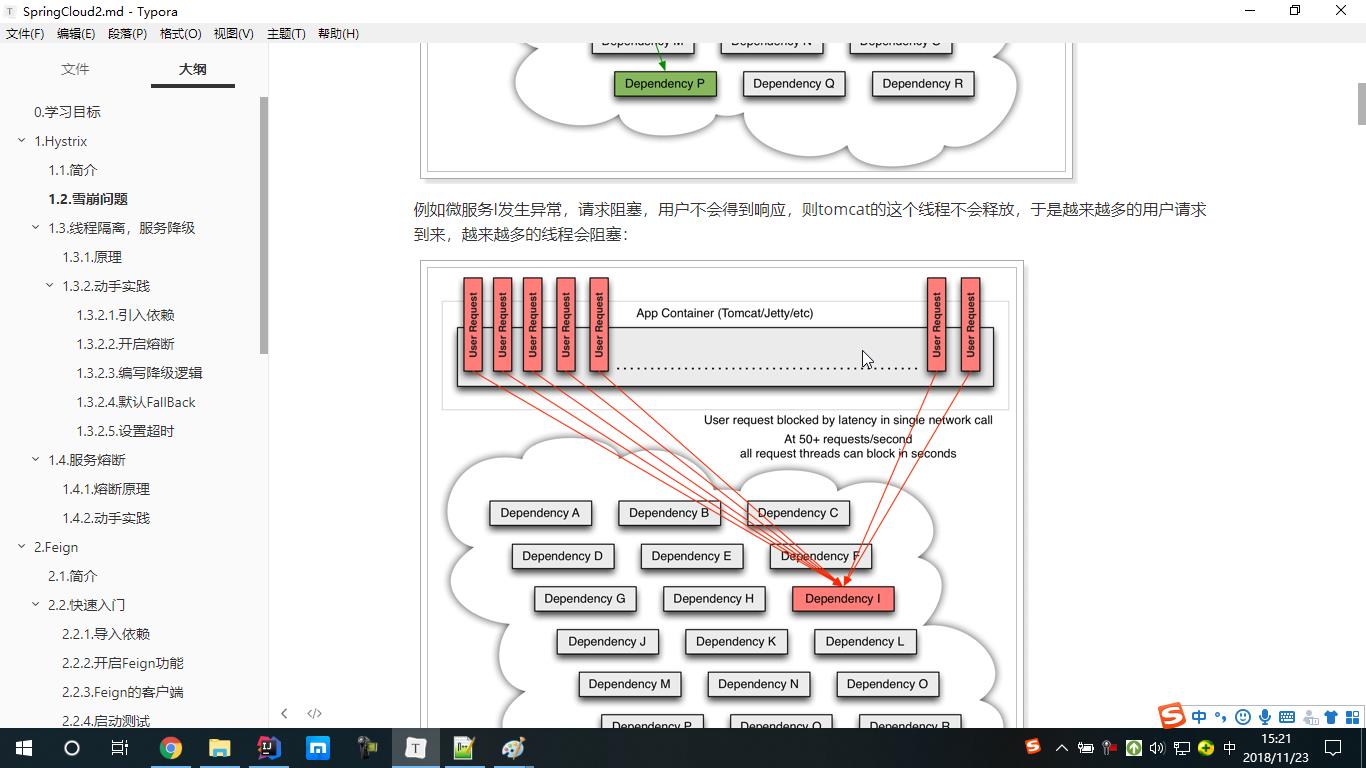 SpringCloud2.md - Typora
文件(F) 编辑(E) 段落(P) 格式(O) 视图(V) 主题(T) 帮助(H)
文件 大纲
0.学习目标
1.Hystrix
1.1.简介
1.2.雪崩问题
1.3.线程隔离，服务降级
1.3.1.原理
1.3.2.动手实践
1.3.2.1.引入依赖
1.3.2.2.开启熔断
1.3.2.3.编写降级逻辑
1.3.2.4.默认FallBack
1.3.2.5.设置超时
1.4.服务熔断
1.4.1.熔断原理
1.4.2.动手实践
2.Feign
2.1.简介
2.2.快速入门
2.2.1.导入依赖
2.2.2.开启Feign功能
2.2.3.Feign的客户端
2.2.4.启动测试
Dependency M Dependency N Dependency O
Dependency P Dependency Q Dependency R
例如微服务I发生异常，请求阻塞，用户不会得到响应，则tomcat的这个线程不会释放，于是越来越多的用户请求
到来，越来越多的线程会阻塞：
User Request User Request User Request User Request User Request User Request User Request
App Container (Tomcat/Jetty/etc)
User request blocked by latency in single network call
At 50+ requests/second
all request threads can block in seconds
Dependency A Dependency B Dependency C
Dependency D Dependency E Dependency F
Dependency G Dependency H Dependency I
Dependency J Dependency K Dependency L
Dependency M Dependency N Dependency O
Dependency P Dependency Q Dependency R
中
中 15:21
2018/11/23